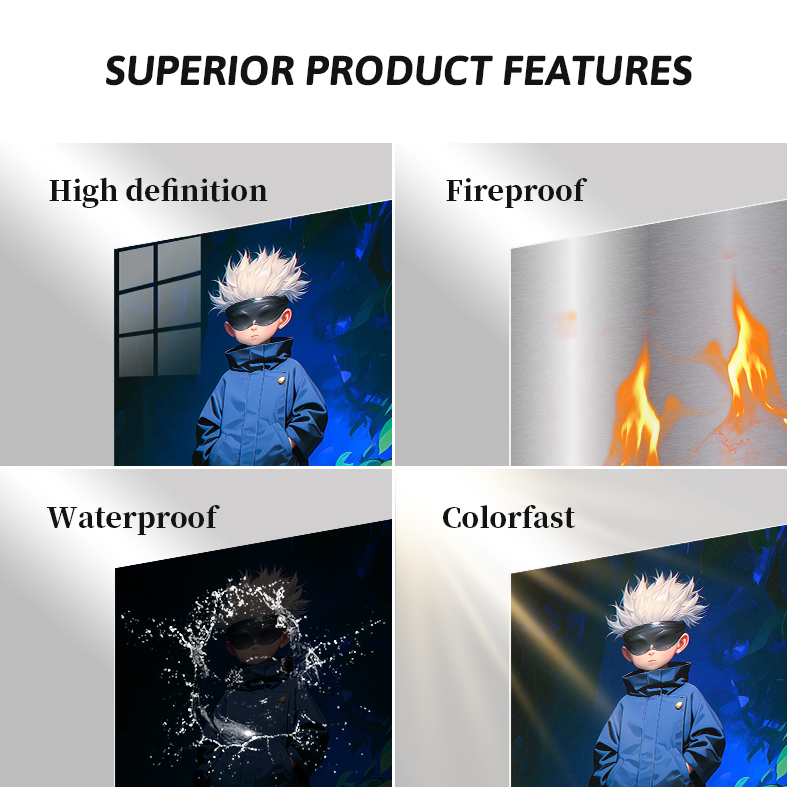 SUPERIOR PRODUCT FEATURES
High definition
Fireproof
Waterproof
Colorfast